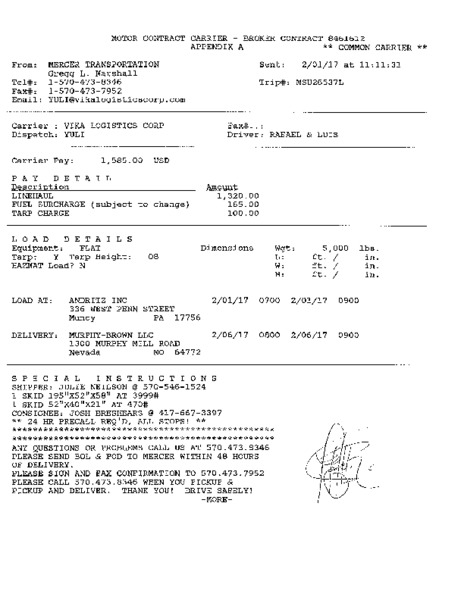 MOTOR CONTRACT CARRIER - BROKER CONTRACT 8461612
APPENDIX A ** COMMON CARRIER **
From: MERCER TRANSPORTATION Sent: 2/01/17 at 11:11:31
Gregg L. Marshall
Tel#: 1-570-473-8346 Trip#: MSU26537L
Fax#: 1-570-473-7952
Email: YULI@vikalogisticscorp.com
Carrier : VIKA LOGISTICS CORP Fax#..:
Dispatch: YULI Driver: RAFAEL & LUIS
Carrier Pay: 1,585.00 USD
P A Y D E T A I L
Description Amount
LINEHAUL 1,320.00
FUEL SURCHARGE (subject to change) 165.00
TARP CHARGE 100.00
L O A D D E T A I L S
Equipment: FLAT Dimensions Wgt: 5,000 lbs.
Tarp: Y Tarp Height: 08 L: ft. / in.
HAZMAT Load? N W: ft. / in.
H: ft. / in.
LOAD AT: ANDRITZ INC 2/01/17 0700 2/03/17 0900
336 WEST PENN STREET
Muncy PA 17756
DELIVERY: MURPHY-BROWN LLC 2/06/17 0800 2/06/17 0900
1300 MURPHY MILL ROAD
Nevada MO 64772
S P E C I A L I N S T R U C T I O N S
SHIPPER: JULIE NEILSON @ 570-546-1524
1 SKID 195"X52"X58" AT 3999#
1 SKID 52"X40"X21" AT 470#
CONSIGNEE: JOSH BRESHEARS @ 417-667-3397
** 24 HR PRECALL REQ'D, ALL STOPS! **
************************************************
************************************************
ANY QUESTIONS OR PROBLEMS CALL US AT 570.473.8346
PLEASE SEND BOL & POD TO MERCER WITHIN 48 HOURS
OF DELIVERY.
PLEASE SIGN AND FAX CONFIRMATION TO 570.473.7952
PLEASE CALL 570.473.8346 WHEN YOU PICKUP &
PICKUP AND DELIVER. THANK YOU! DRIVE SAFELY!
-MORE-